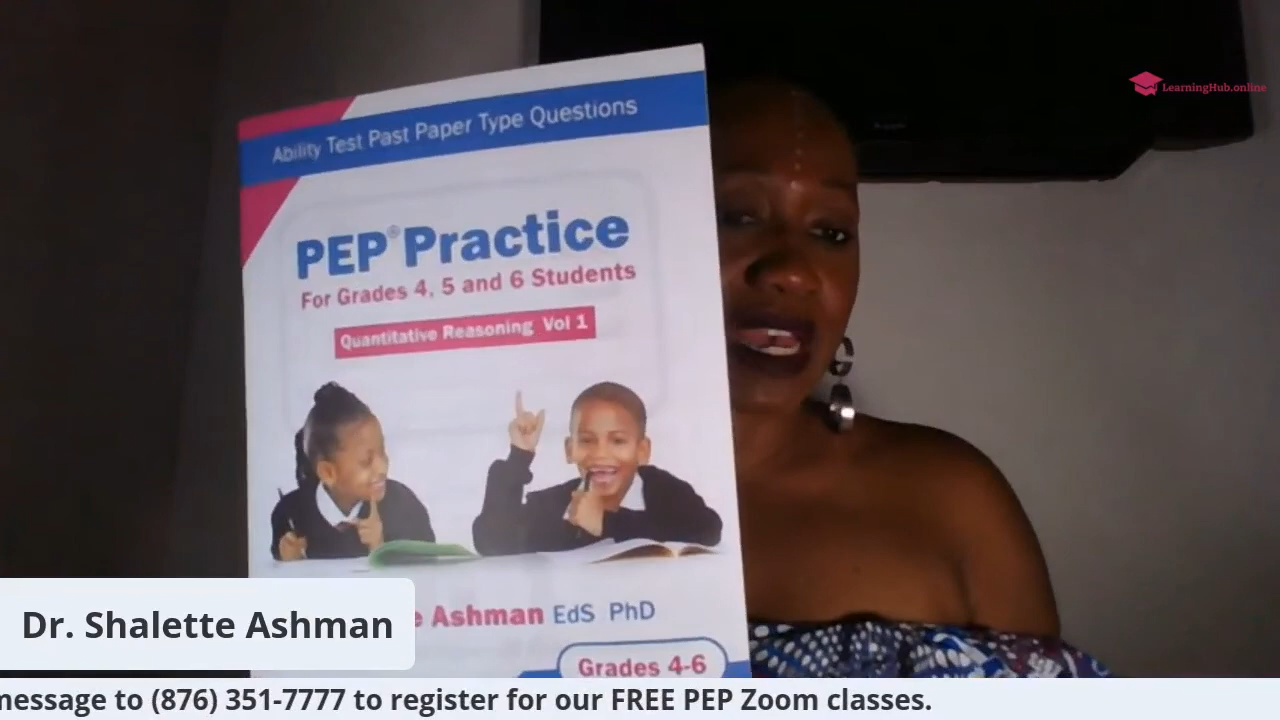 LearningHub.online
Ability Test Past Paper Type Questions
PEP® Practice
For Grades 4, 5 and 6 Students
Quantitative Reasoning Vol 1
Ashman EdS PhD
Grades 4-6
Dr. Shalette Ashman
message to (876) 351-7777 to register for our FREE PEP Zoom classes.